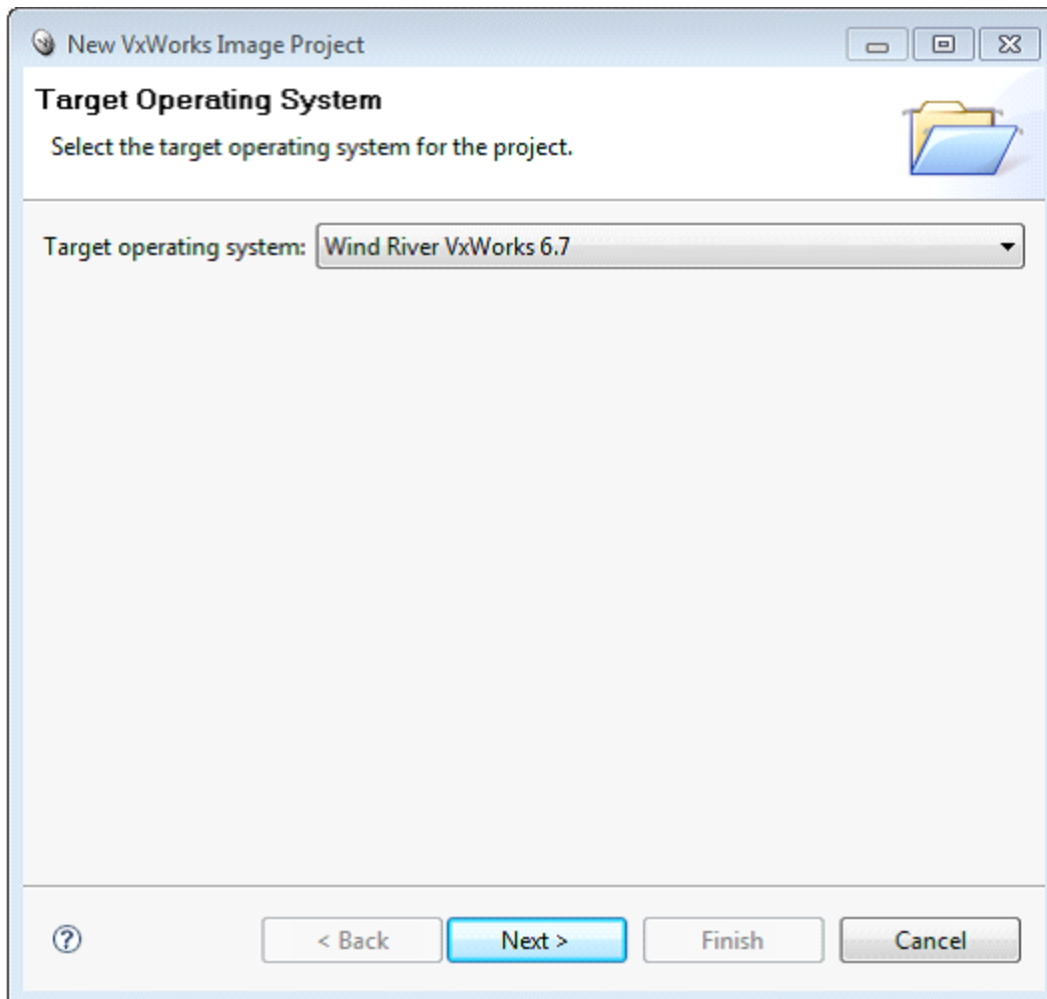 New VxWorks Image Project
Target Operating System
Select the target operating system for the project.
Target operating system: Wind River VxWorks 6.7
? < Back Next > Finish Cancel